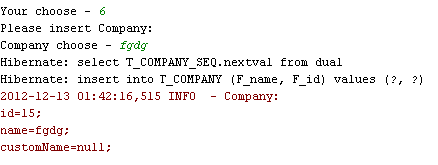 Your choose - 6
Please insert Company:
Company choose - fgdg
Hibernate: select T_COMPANY_SEQ.nextval from dual
Hibernate: insert into T_COMPANY (F_name, F_id) values (?, ?)
2012-12-13 01:42:16,515 INFO  - Company:
id=15;
name=fgdg;
customName=null;